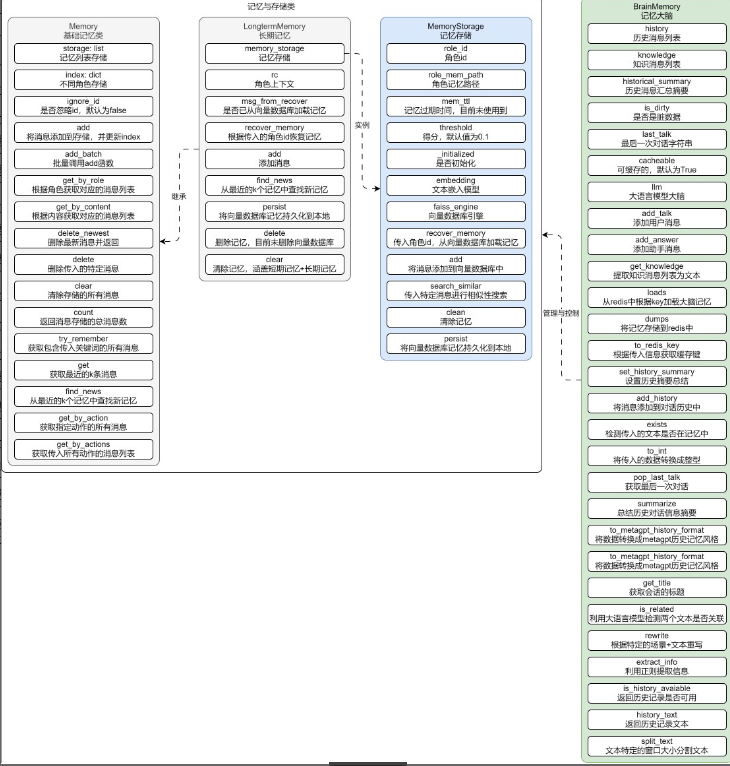 记忆与存储类
Memory
基础记忆类
storage: list
记忆列表存储
index: dict
不同角色存储
ignore_id
是否忽略id，默认为false
add
将消息添加到存储，并更新index
add_batch
批量调用add函数
get_by_role
根据角色获取对应的消息列表
get_by_content
根据内容获取对应的消息列表
delete_newest
删除最新消息并返回
delete
删除传入的特定消息
clear
清除存储的所有消息
count
返回消息存储的总消息数
try_remember
获取包含传入关键词的所有消息
get
获取最近的k条消息
find_news
从最近的k个记忆中查找新记忆
get_by_action
获取指定动作的所有消息
get_by_actions
获取传入所有动作的消息列表
继承
LongtermMemory
长期记忆
memory_storage
记忆存储
rc
角色上下文
msg_from_recover
是否已从向量数据库加载记忆
recover_memory
根据传入的角色id恢复记忆
add
添加消息
find_news
从最近的k个记忆中查找新记忆
persist
将向量数据库记忆持久化到本地
delete
删除记忆，目前未删除向量数据库
clear
清除记忆，涵盖短期记忆+长期记忆
实例
MemoryStorage
记忆存储
role_id
角色id
role_mem_path
角色记忆路径
mem_ttl
记忆过期时间，目前未使用到
threshold
得分，默认值为0.1
_initialized
是否初始化
embedding
文本嵌入模型
faiss_engine
向量数据库引擎
recover_memory
传入角色id，从向量数据库加载记忆
add
将消息添加到向量数据库中
search_similar
传入特定消息进行相似性搜索
clean
清除记忆
persist
将向量数据库记忆持久化到本地
管理与控制
BrainMemory
记忆大脑
history
历史消息列表
knowledge
知识消息列表
historical_summary
历史消息汇总摘要
is_dirty
是否是脏数据
last_talk
最后一次对话字符串
cacheable
可缓存的，默认为True
llm
大语言模型大脑
add_talk
添加用户消息
add_answer
添加助手消息
get_knowledge
提取知识消息列表为文本
loads
从redis中根据key加载大脑记忆
dumps
将记忆存储到redis中
to_redis_key
根据传入信息获取缓存键
set_history_summary
设置历史摘要总结
add_history
将消息添加到对话历史中
exists
检测传入的文本是否在记忆中
to_int
将传入的数据转换成整型
pop_last_talk
获取最后一次对话
summarize
总结历史对话信息摘要
to_metagpt_history_format
将数据转换成metagpt历史记忆风格
to_metagpt_history_format
将数据转换成metagpt历史记忆风格
get_title
获取会话的标题
is_related
利用大语言模型检测两个文本是否关联
rewrite
根据特定的场景+文本重写
extract_info
利用正则提取信息
is_history_avaiable
返回历史记录是否可用
history_text
返回历史记录文本
split_text
文本特定的窗口大小分割文本